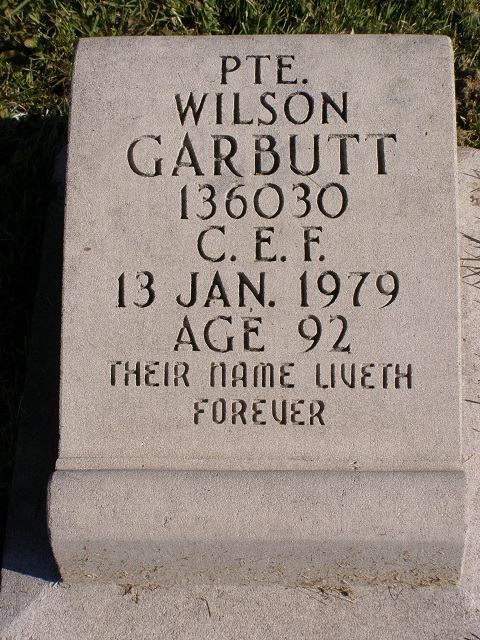 PTE.
WILSON
GARBUTT
136030
C. E. F.
13 JAN. 1979
AGE 92
THEIR NAME LIVETH
FOREVER